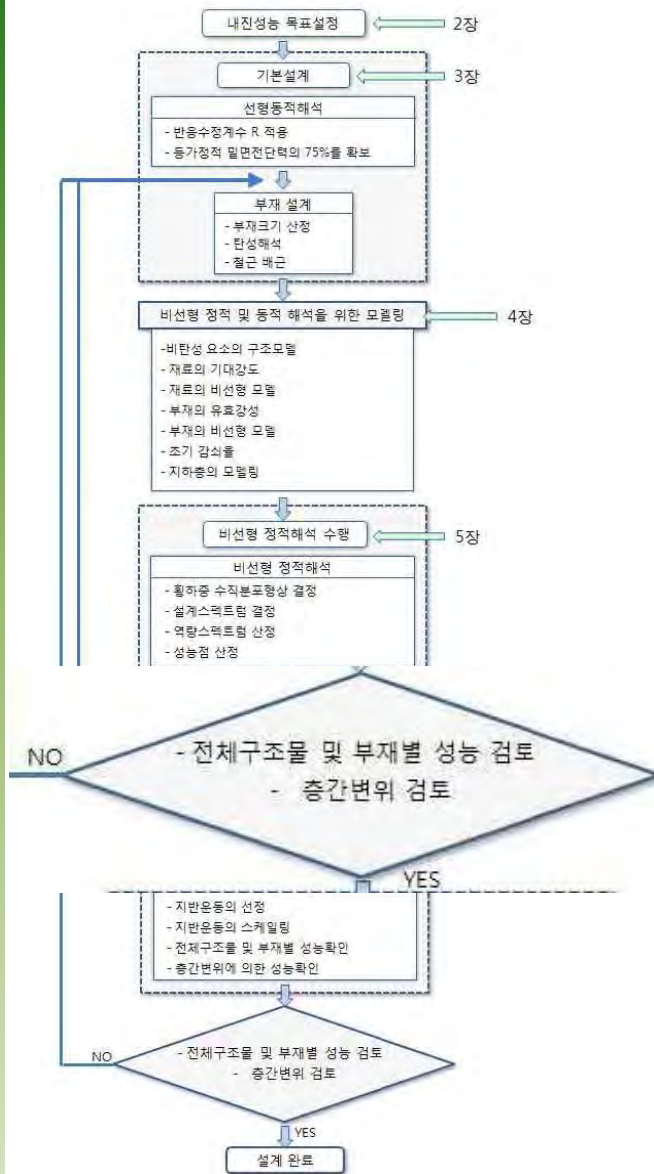 내진성능 목표설정
2장
기본설계
3장
선형동적해석
- 반응수정계수 R 적용
- 등가정적 밑면전단력의 75%를 확보
부재 설계
- 부재크기 산정
- 탄성해석
- 철근 배근
비선형 정적 및 동적 해석을 위한 모델링
4장
-비탄성 요소의 구조모델
- 재료의 기대강도
- 재료의 비선형 모델
- 부재의 유효강성
- 부재의 비선형 모델
- 초기 감쇠율
- 지하층의 모델링
비선형 정적해석 수행
5장
비선형 정적해석
- 횡하중 수직분포형상 결정
- 설계스펙트럼 결정
- 역량스펙트럼 산정
- 성능점 산정
NO
- 전체구조물 및 부재별 성능 검토
- 층간변위 검토
YES
- 지반운동의 선정
- 지반운동의 스케일링
- 전체구조물 및 부재별 성능확인
- 층간변위에 의한 성능확인
NO
- 전체구조물 및 부재별 성능 검토
- 층간변위 검토
YES
설계 완료